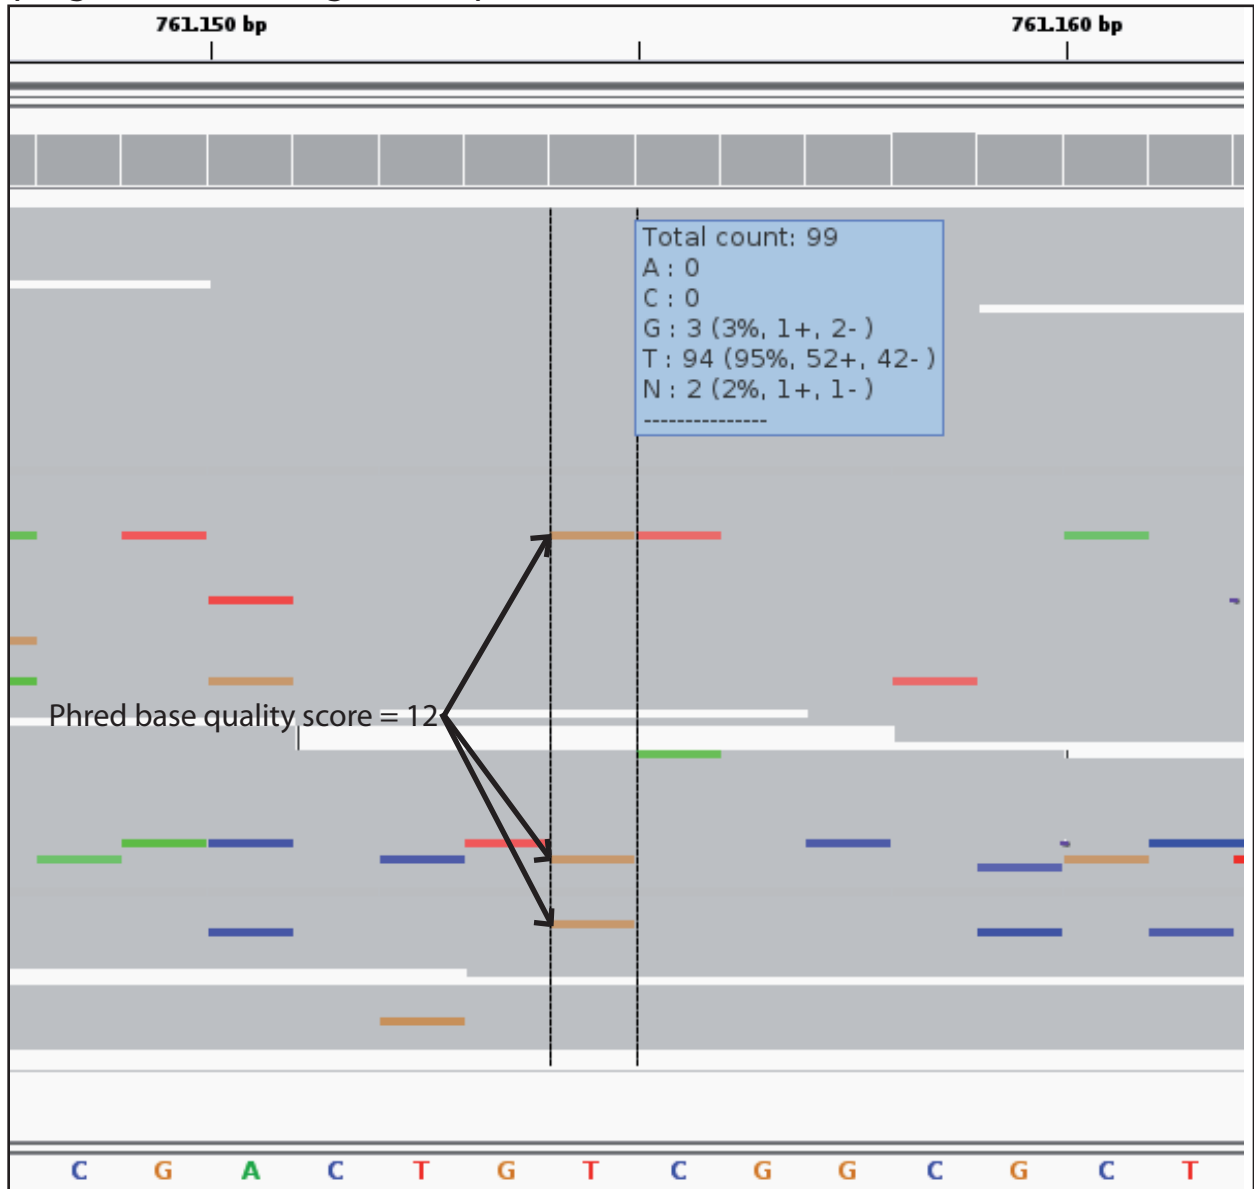 761.150 bp
761.160 bp
Total count: 99
A : 0
C : 0
G : 3 (3%, 1+, 2- )
T : 94 (95%, 52+, 42- )
N : 2 (2%, 1+, 1- )
---------------
Phred base quality score = 12
C G A C T G T C G G C G C T